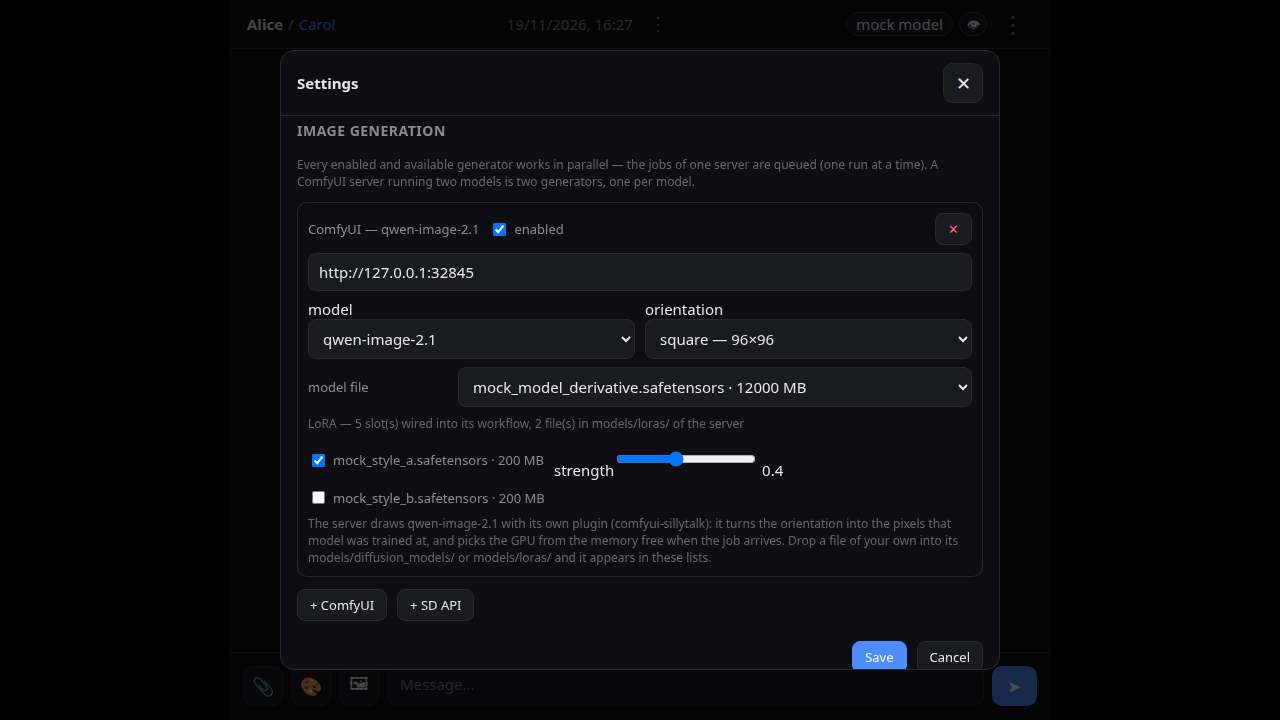 Alice / Carol
19/11/2026, 16:27
mock model
Settings
IMAGE GENERATION
Every enabled and available generator works in parallel — the jobs of one server are queued (one run at a time). A
ComfyUI server running two models is two generators, one per model.
ComfyUI — qwen-image-2.1
enabled
http://127.0.0.1:32845
model
orientation
qwen-image-2.1
square — 96×96
model file
mock_model_derivative.safetensors · 12000 MB
LoRA — 5 slot(s) wired into its workflow, 2 file(s) in models/loras/ of the server
mock_style_a.safetensors · 200 MB
strength
0.4
mock_style_b.safetensors · 200 MB
The server draws qwen-image-2.1 with its own plugin (comfyui-sillytalk): it turns the orientation into the pixels that
model was trained at, and picks the GPU from the memory free when the job arrives. Drop a file of your own into its
models/diffusion_models/ or models/loras/ and it appears in these lists.
+ ComfyUI
+ SD API
Save
Cancel
Message...